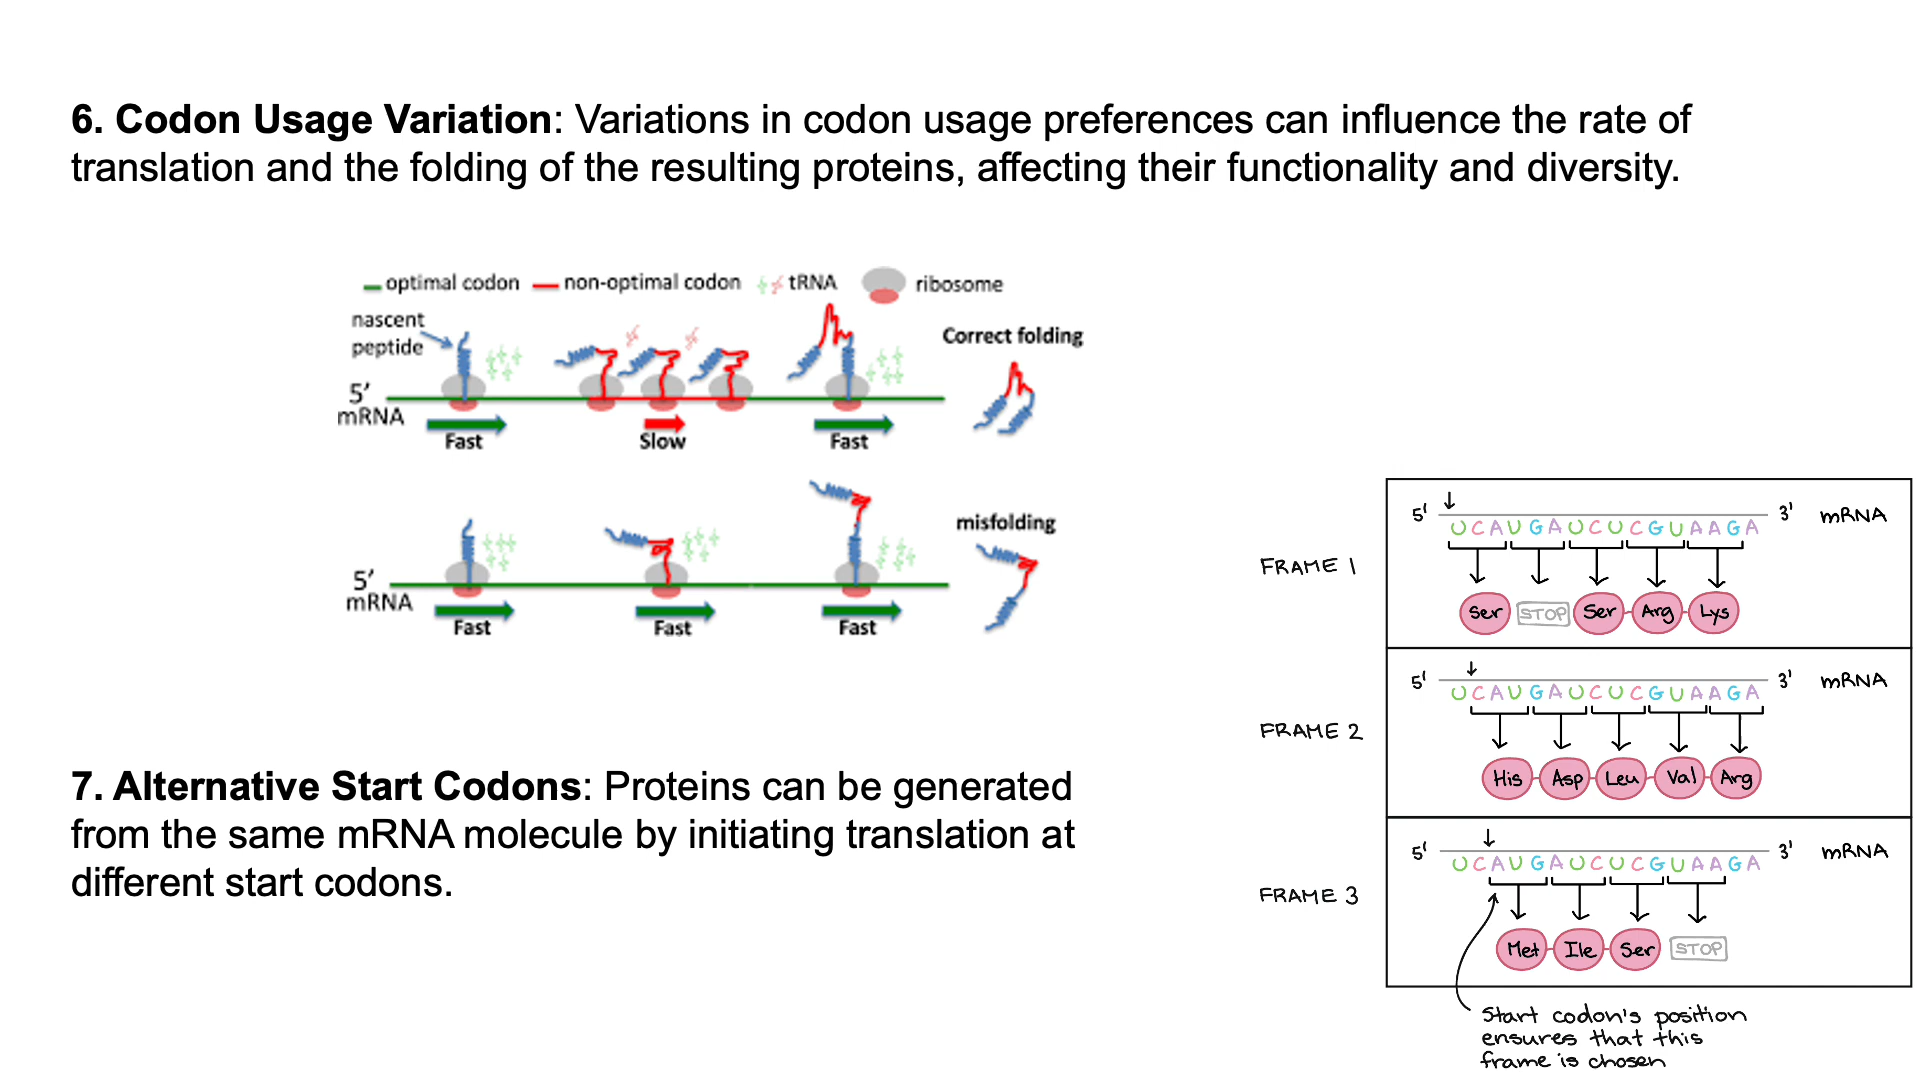 6. Codon Usage Variation: Variations in codon usage preferences can influence the rate of
translation and the folding of the resulting proteins, affecting their functionality and diversity.
optimal codon non-optimal codon tRNA ribosome
nascent
peptide
Correct folding
5′
mRNA
Fast Slow Fast
misfolding
5′
mRNA
Fast Fast Fast
7. Alternative Start Codons: Proteins can be generated
from the same mRNA molecule by initiating translation at
different start codons.
FRAME 1
5' 3' mRNA
UCAUGAUCUCGUAAGA
Ser STOP Ser Arg Lys
FRAME 2
5' 3' mRNA
UCAUGAUCUCGUAAGA
His Asp Leu Val Arg
FRAME 3
5' 3' mRNA
UCAUGAUCUCGUAAGA
Met Ile Ser STOP
Start codon's position
ensures that this
frame is chosen